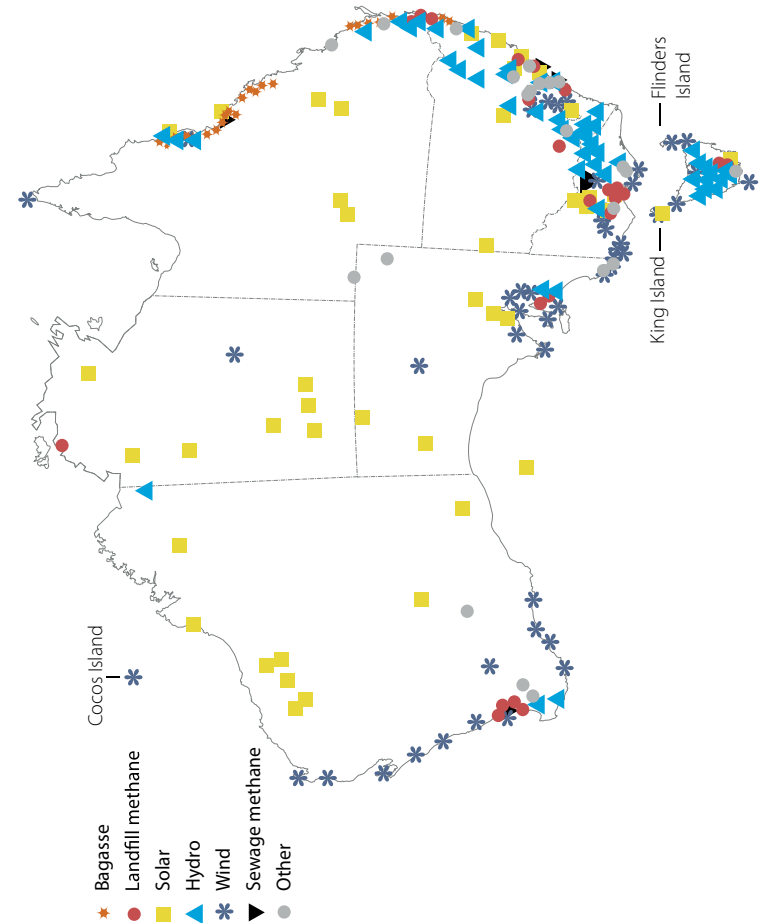 Cocos Island
King Island
Flinders
Island
Bagasse
Landfill methane
Solar
Hydro
Wind
Sewage methane
Other